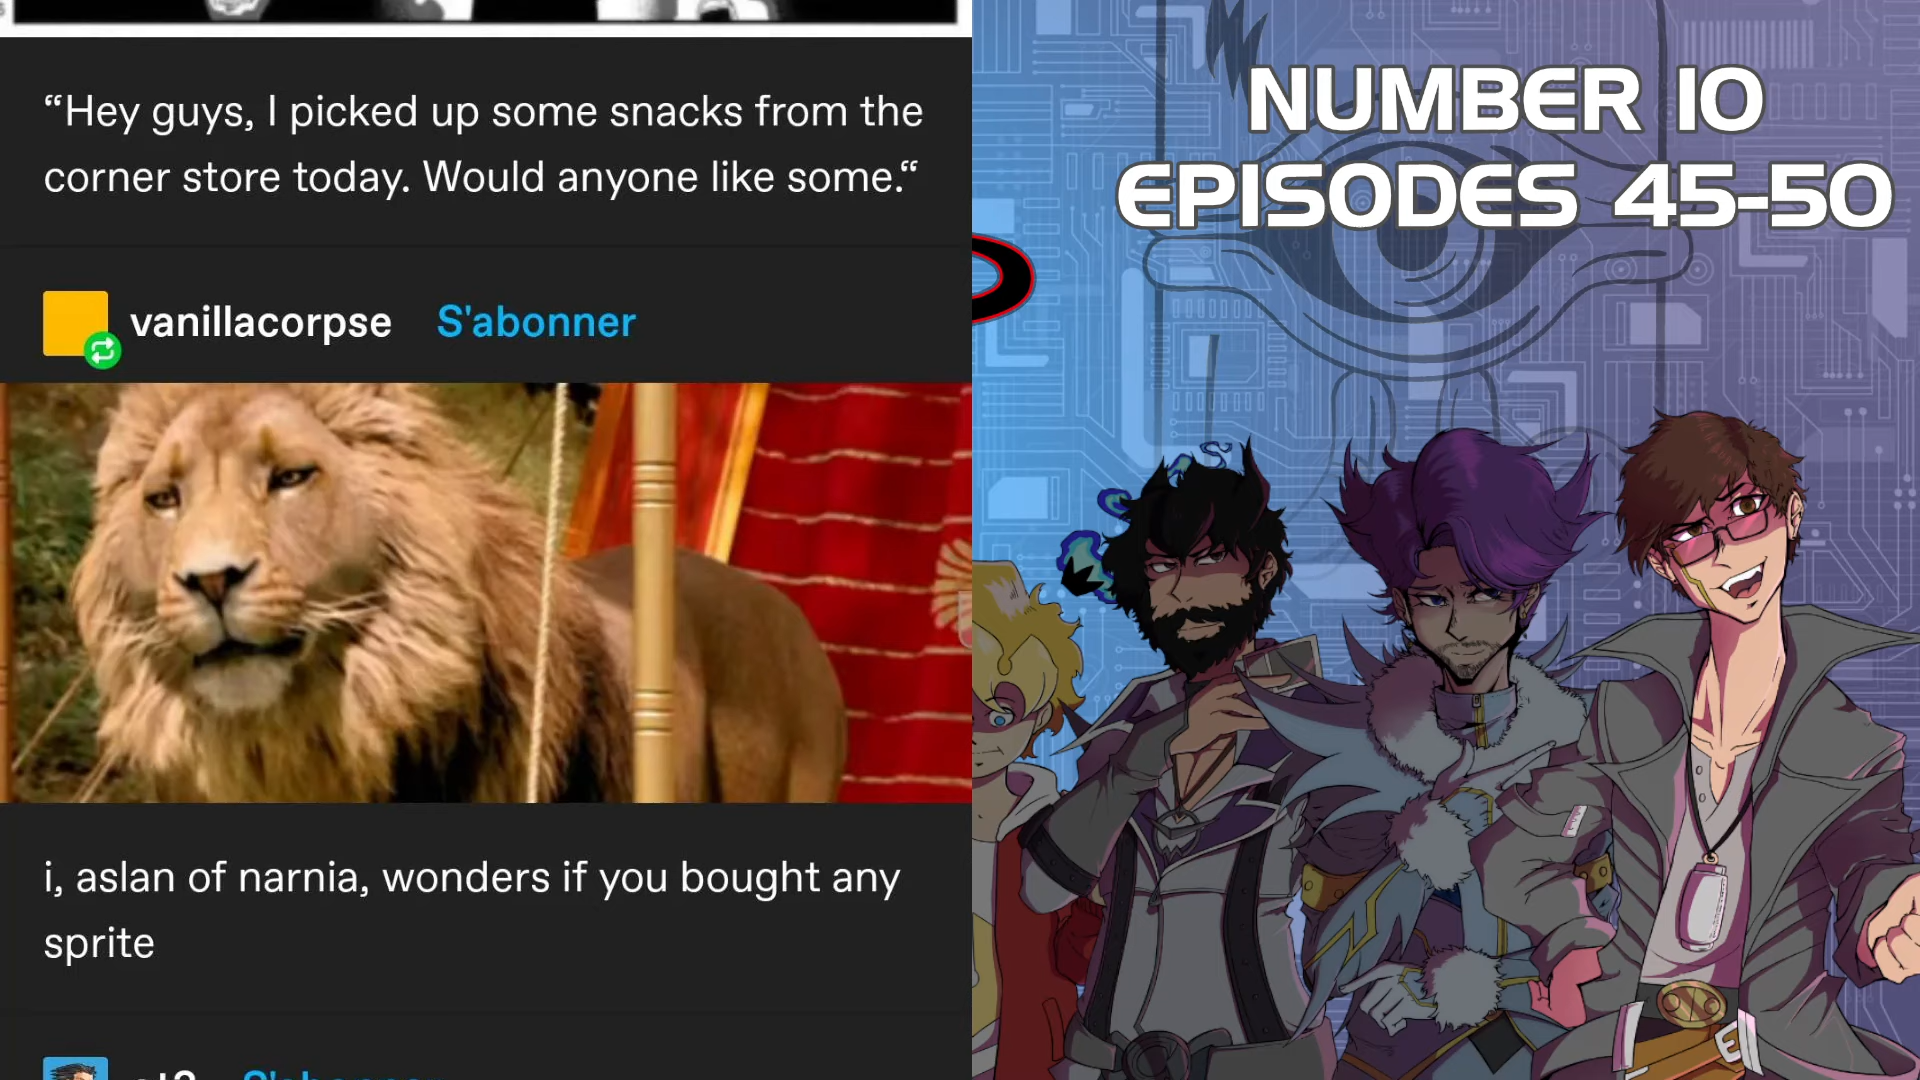 “Hey guys, I picked up some snacks from the
corner store today. Would anyone like some.“
vanillacorpse S'abonner
i, aslan of narnia, wonders if you bought any
sprite
NUMBER 10
EPISODES 45-50